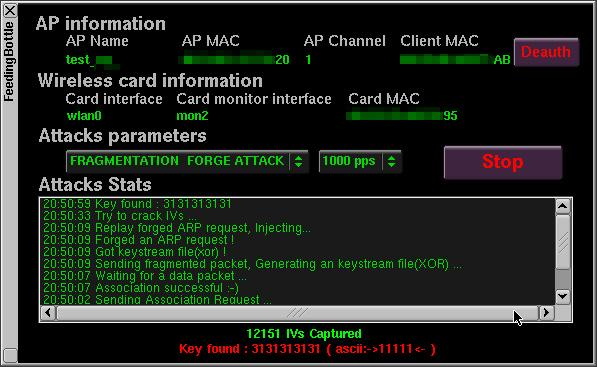 FeedingBottle
AP information
AP Name AP MAC AP Channel Client MAC
test_ 20 1 AB Deauth
Wireless card information
Card interface Card monitor interface Card MAC
wlan0 mon2 95
Attacks parameters
FRAGMENTATION FORGE ATTACK 1000 pps Stop
Attacks Stats
20:50:59 Key found : 3131313131
20:50:33 Try to crack IVs ...
20:50:09 Replay forged ARP request, Injecting...
20:50:09 Forged an ARP request !
20:50:09 Got keystream file(xor) !
20:50:09 Sending fragmented packet, Generating an keystream file(XOR) ...
20:50:07 Waiting for a data packet ...
20:50:07 Association successful :-)
20:50:02 Sending Association Request ...
12151 IVs Captured
Key found : 3131313131 ( ascii:->11111<- )